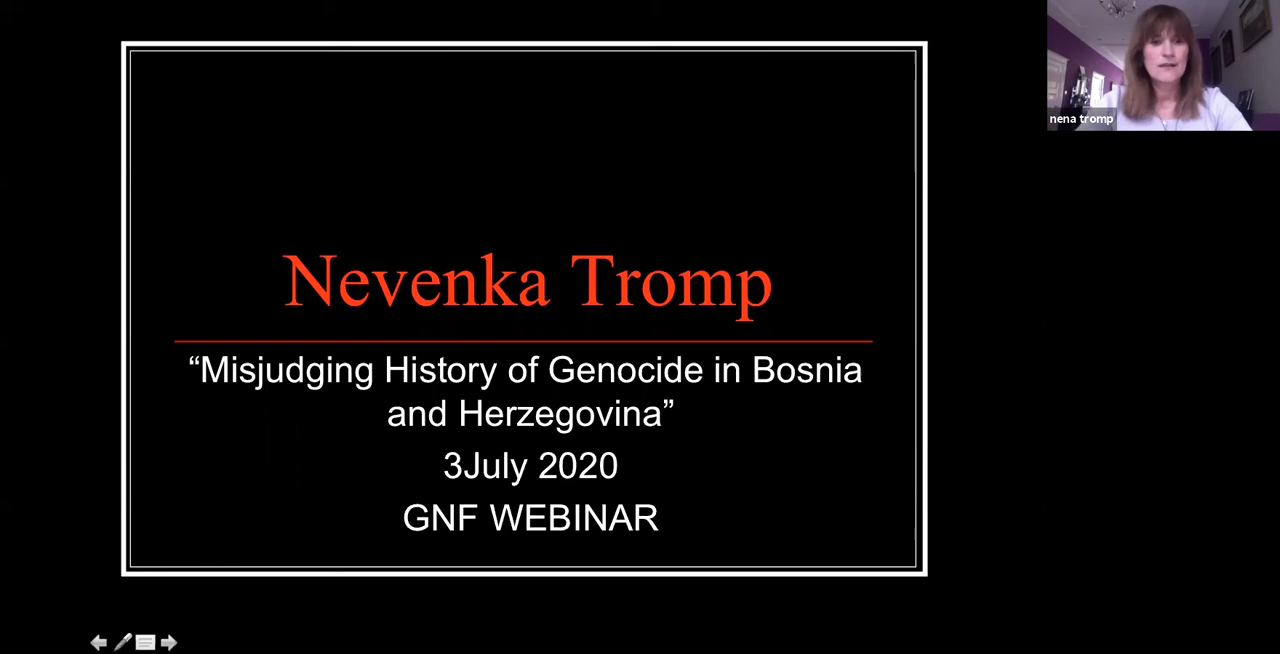 nena tromp
Nevenka Tromp
“Misjudging History of Genocide in Bosnia
and Herzegovina”
3July 2020
GNF WEBINAR